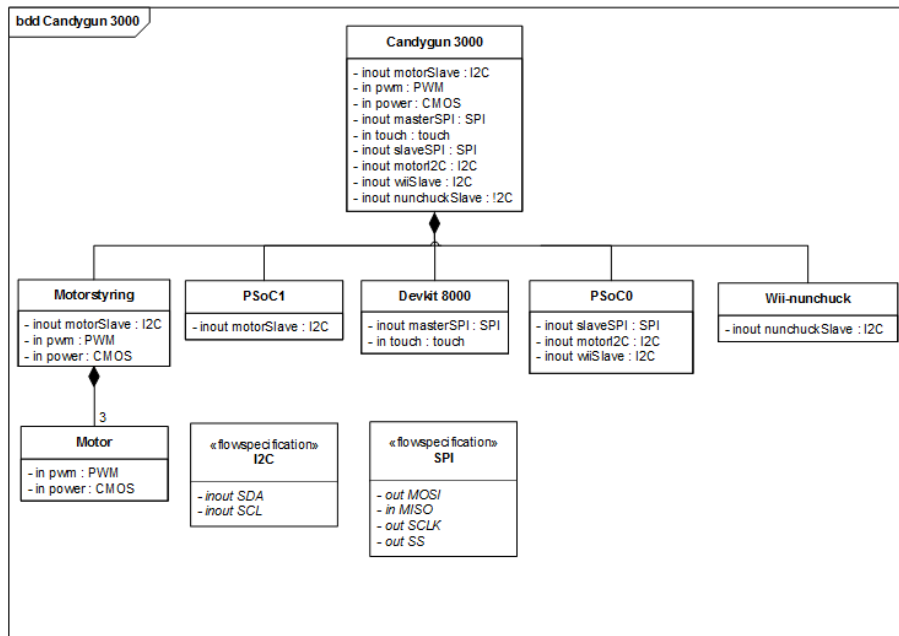 bdd Candygun 3000
Candygun 3000
- inout motorSlave : I2C
- in pwm : PWM
- in power : CMOS
- inout masterSPI : SPI
- in touch : touch
- inout slaveSPI : SPI
- inout motorI2C : I2C
- inout wiiSlave : I2C
- inout nunchuckSlave : !2C
Motorstyring
- inout motorSlave : I2C
- in pwm : PWM
- in power : CMOS
PSoC1
- inout motorSlave : I2C
Devkit 8000
- inout masterSPI : SPI
- in touch : touch
PSoC0
- inout slaveSPI : SPI
- inout motorI2C : I2C
- inout wiiSlave : I2C
Wii-nunchuck
- inout nunchuckSlave : I2C
3
Motor
- in pwm : PWM
- in power : CMOS
«flowspecification»
I2C
- inout SDA
- inout SCL
«flowspecification»
SPI
- out MOSI
- in MISO
- out SCLK
- out SS